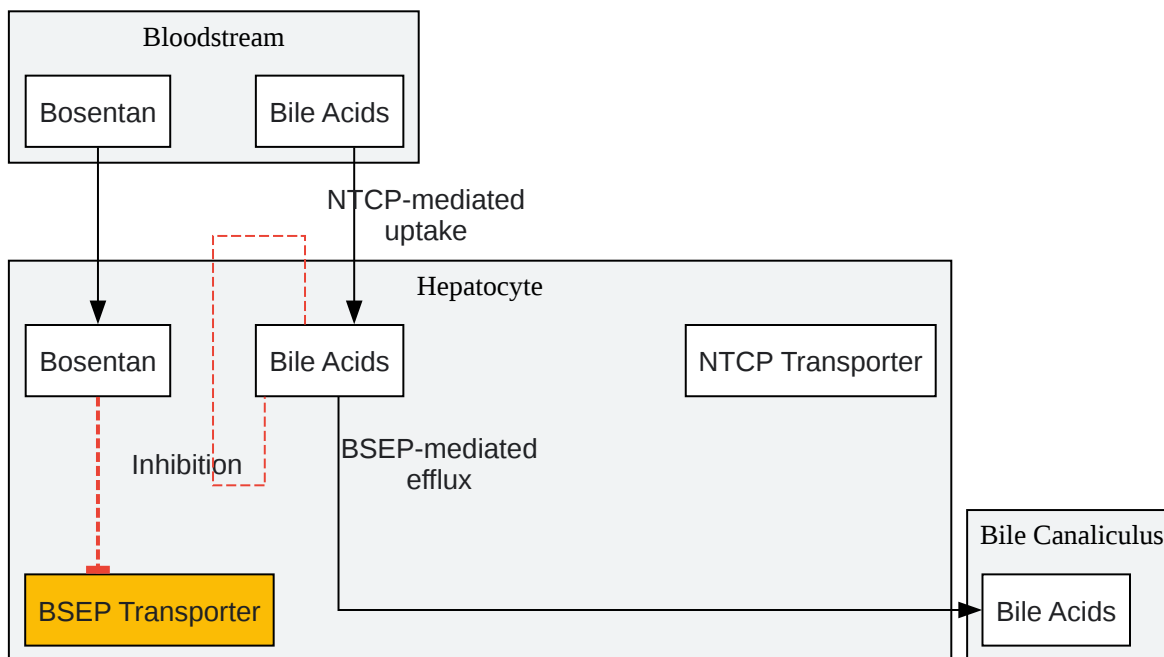 Bloodstream
Bosentan
Bile Acids
NTCP-mediated
uptake
Hepatocyte
Bosentan
Bile Acids
NTCP Transporter
Inhibition
BSEP-mediated
efflux
Bile Canaliculus
BSEP Transporter
Bile Acids